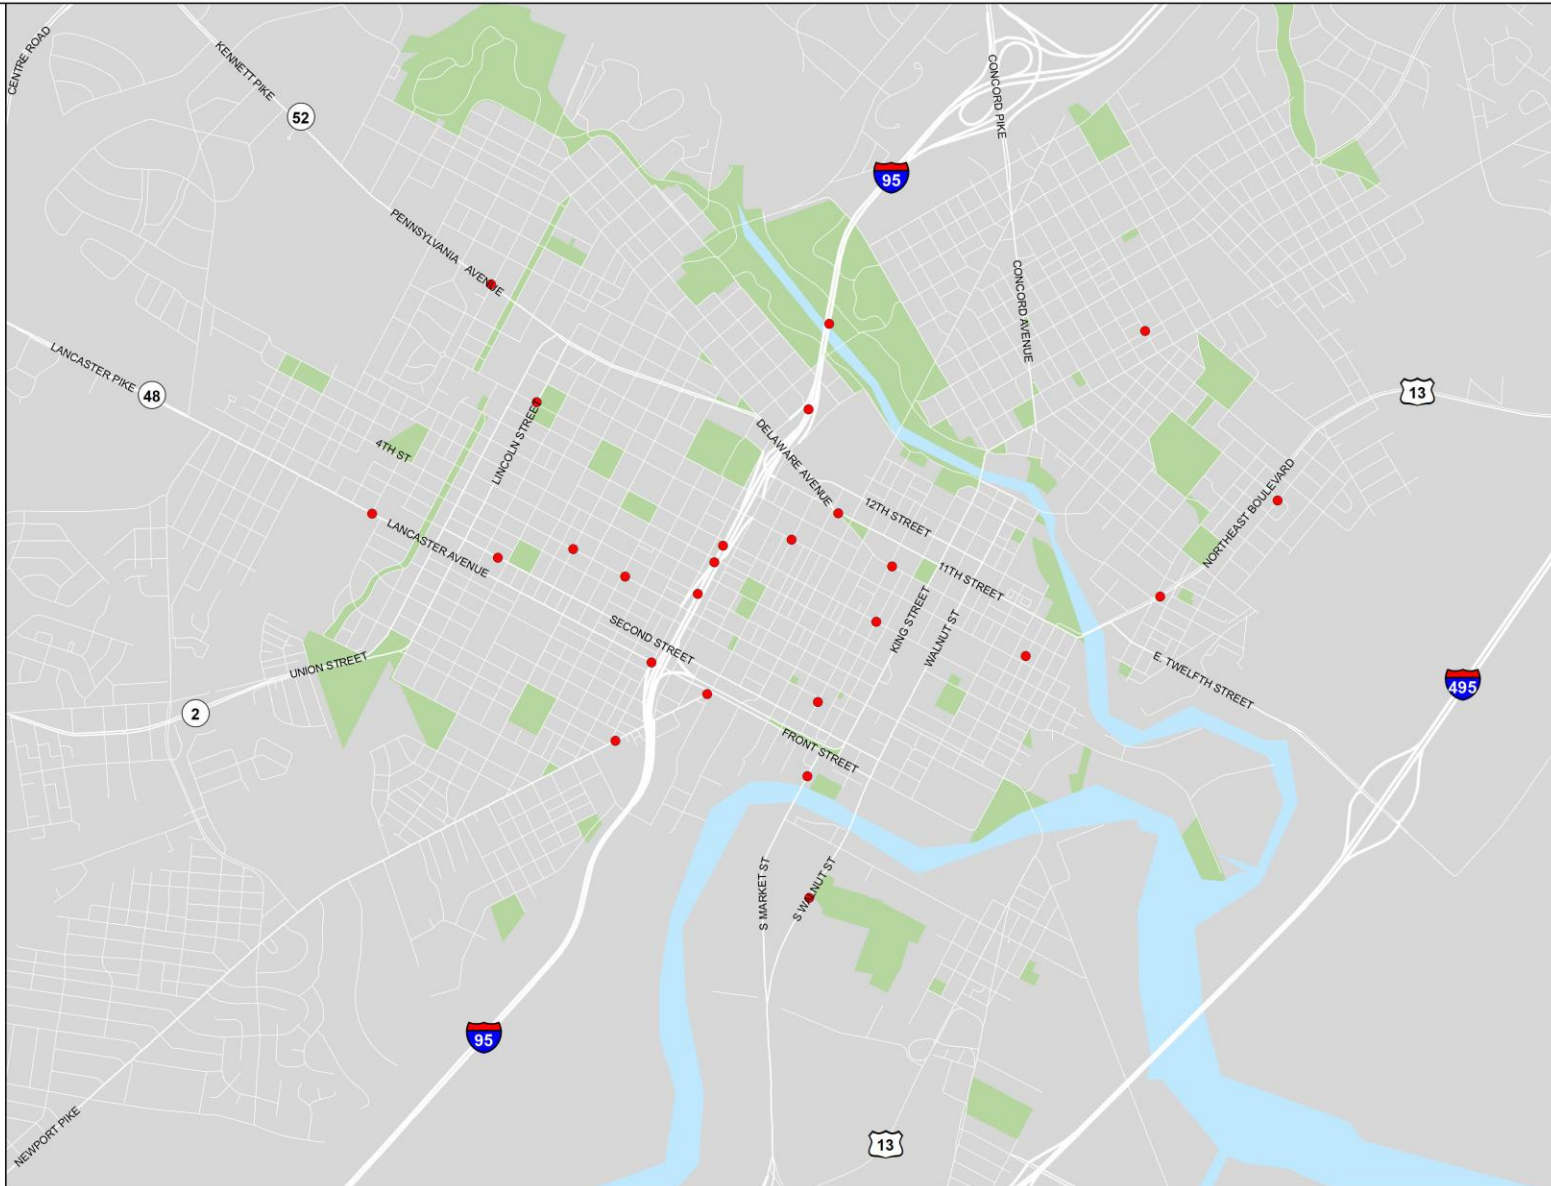 CENTRE ROAD
KENNETT PIKE
52
CONCORD PIKE
95
PENNSYLVANIA AVENUE
CONCORD AVENUE
LANCASTER PIKE
48
13
4TH ST
LINCOLN STREET
DELAWARE AVENUE
12TH STREET
NORTHEAST BOULEVARD
LANCASTER AVENUE
11TH STREET
KING STREET
WALNUT ST
SECOND STREET
UNION STREET
E. TWELFTH STREET
495
2
FRONT STREET
S MARKET ST
S WALNUT ST
95
NEWPORT PIKE
13